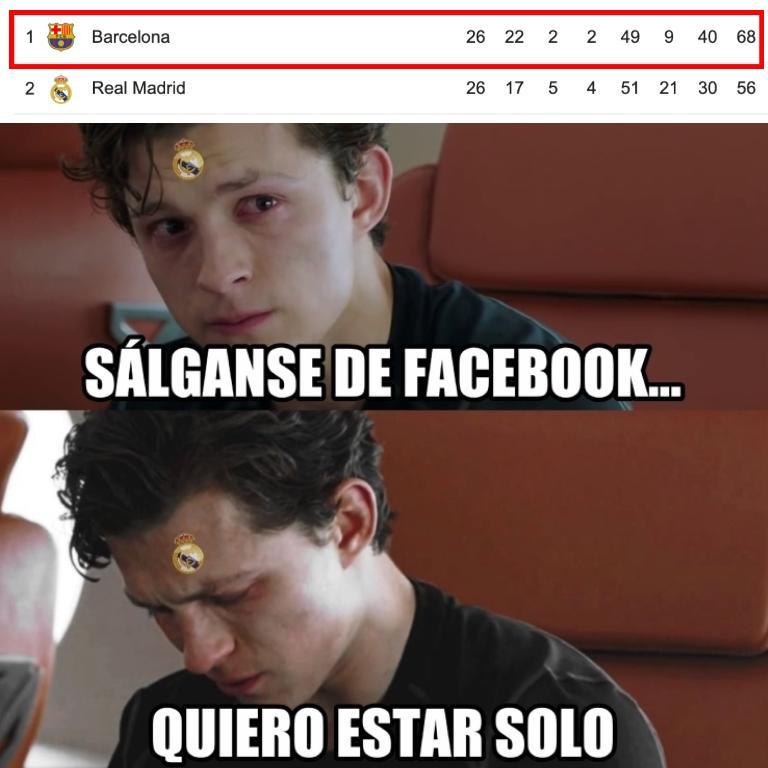 1 Barcelona 26 22 2 2 49 9 40 68
2 Real Madrid 26 17 5 4 51 21 30 56
SÁLGANSE DE FACEBOOK...
QUIERO ESTAR SOLO